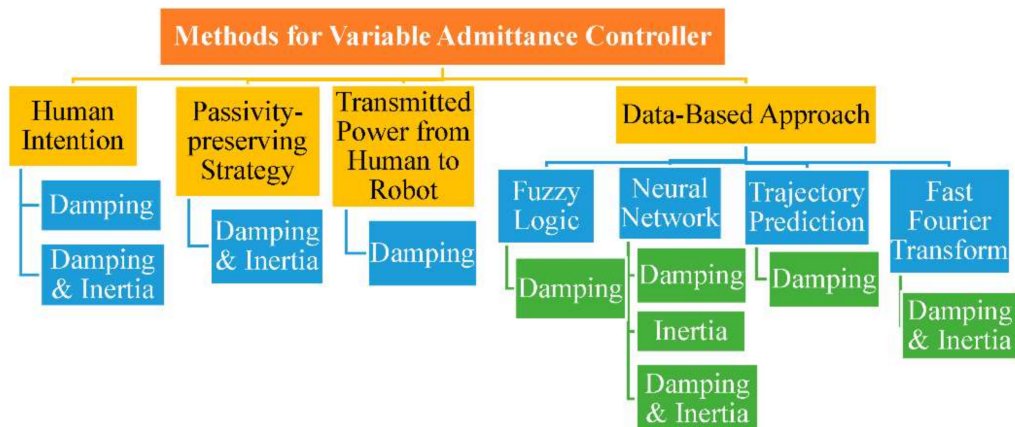 Methods for Variable Admittance Controller
Human
Intention
Damping
Damping
& Inertia
Passivity-
preserving
Strategy
Damping
& Inertia
Transmitted
Power from
Human to
Robot
Damping
Data-Based Approach
Fuzzy
Logic
Damping
Neural
Network
Damping
Inertia
Damping
& Inertia
Trajectory
Prediction
Damping
Fast
Fourier
Transform
Damping
& Inertia